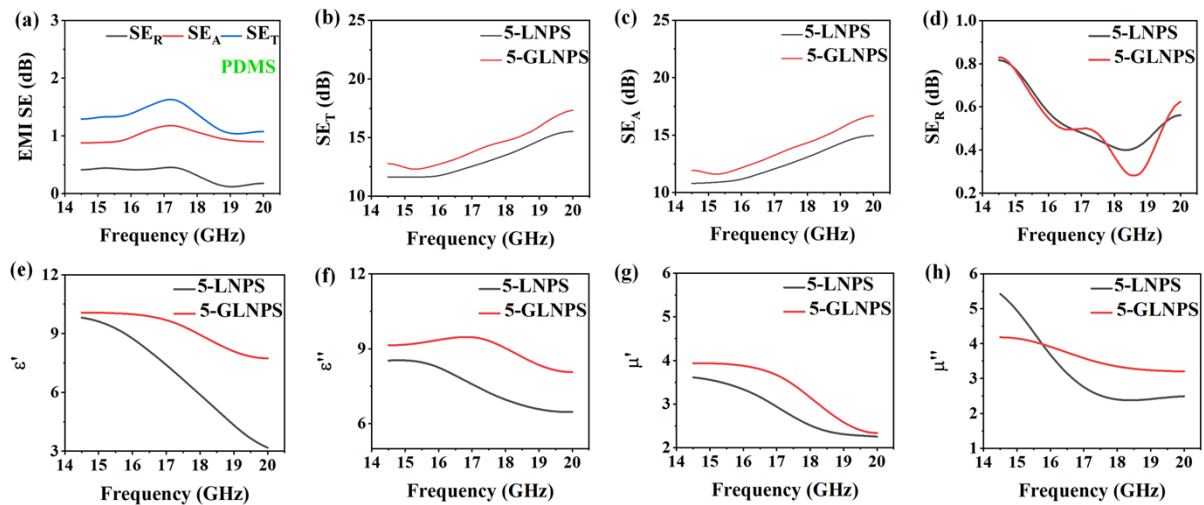 (a)
SE_R SE_A SE_T
PDMS
EMI SE (dB)
3
2
1
0
14 15 16 17 18 19 20
Frequency (GHz)
(b)
5-LNPS
5-GLNPS
SE_T (dB)
25
20
15
10
14 15 16 17 18 19 20
Frequency (GHz)
(c)
5-LNPS
5-GLNPS
SE_A (dB)
25
20
15
10
14 15 16 17 18 19 20
Frequency (GHz)
(d)
5-LNPS
5-GLNPS
SE_R (dB)
1.0
0.8
0.6
0.4
0.2
14 15 16 17 18 19 20
Frequency (GHz)
(e)
5-LNPS
5-GLNPS
ε'
12
9
6
3
14 15 16 17 18 19 20
Frequency (GHz)
(f)
5-LNPS
5-GLNPS
ε''
12
9
6
14 15 16 17 18 19 20
Frequency (GHz)
(g)
5-LNPS
5-GLNPS
μ'
6
5
4
3
2
14 15 16 17 18 19 20
Frequency (GHz)
(h)
5-LNPS
5-GLNPS
μ''
6
5
4
3
2
1
14 15 16 17 18 19 20
Frequency (GHz)